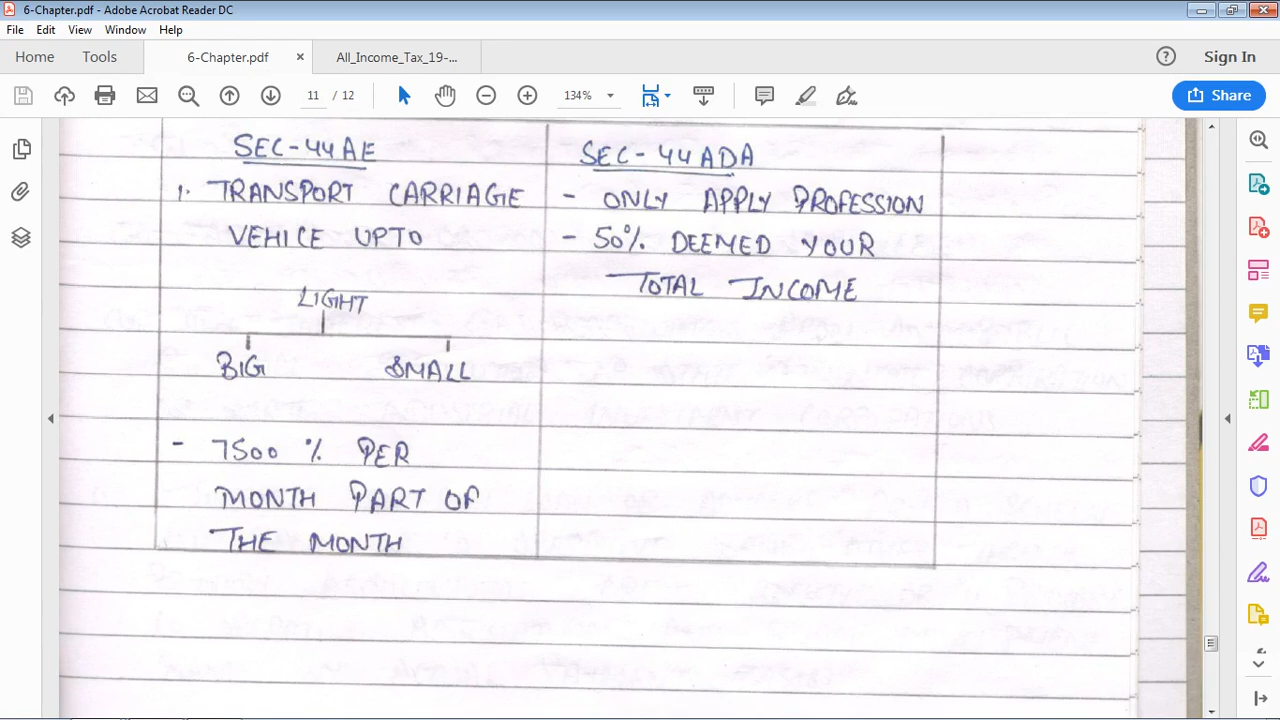 6-Chapter.pdf - Adobe Acrobat Reader DC
File Edit View Window Help
Home Tools 6-Chapter.pdf × All_Income_Tax_19-... Sign In
11 / 12 134% Share
SEC-44AE
1. TRANSPORT CARRIAGE
VEHICE UPTO
LIGHT
BIG SMALL
- 7500 % PER
MONTH PART OF
THE MONTH
SEC-44ADA
- ONLY APPLY PROFESSION
- 50% DEEMED YOUR
TOTAL INCOME